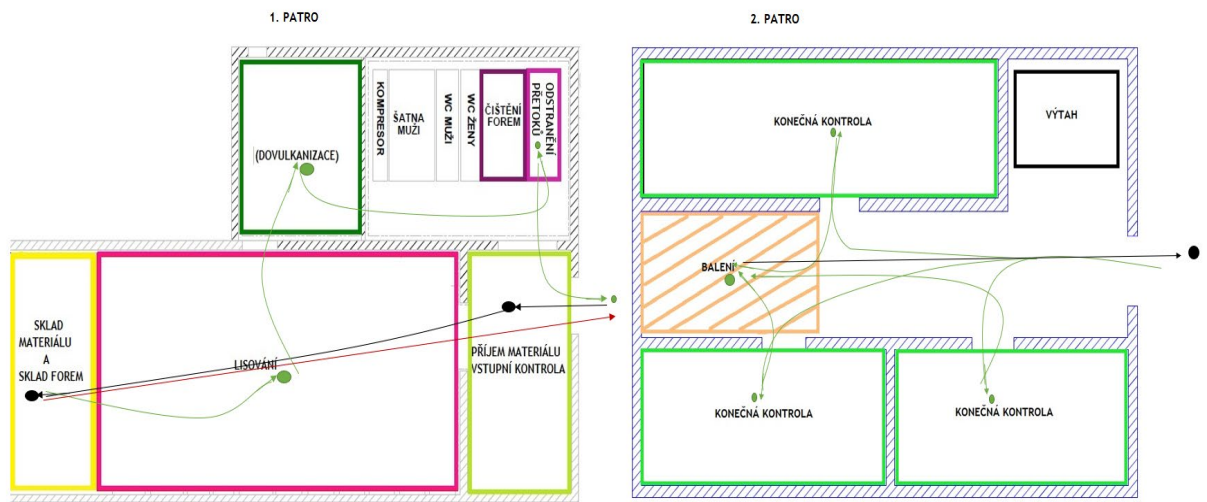 1. PATRO
KOMPRESOR
ŠATNA
MUŽI
WC MUŽI
WC ŽENY
ČIŠTĚNÍ
FOREM
ODSTRANĚNÍ
PŘETOKŮ
(DOVULKANIZACE)
SKLAD
MATERIÁLU
A
SKLAD FOREM
LISOVÁNÍ
PŘÍJEM MATERIÁLU
VSTUPNÍ KONTROLA
2. PATRO
KONEČNÁ KONTROLA
VÝTAH
BALENÍ
KONEČNÁ KONTROLA
KONEČNÁ KONTROLA